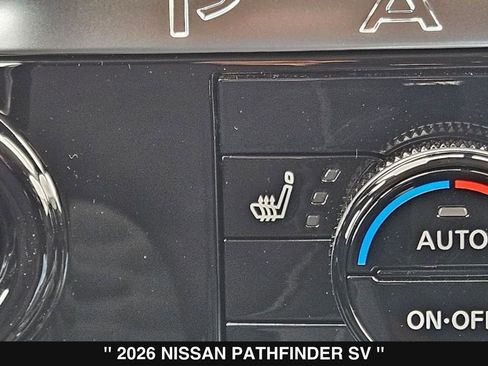 P A
AUTO
ON•OFF
" 2026 NISSAN PATHFINDER SV "